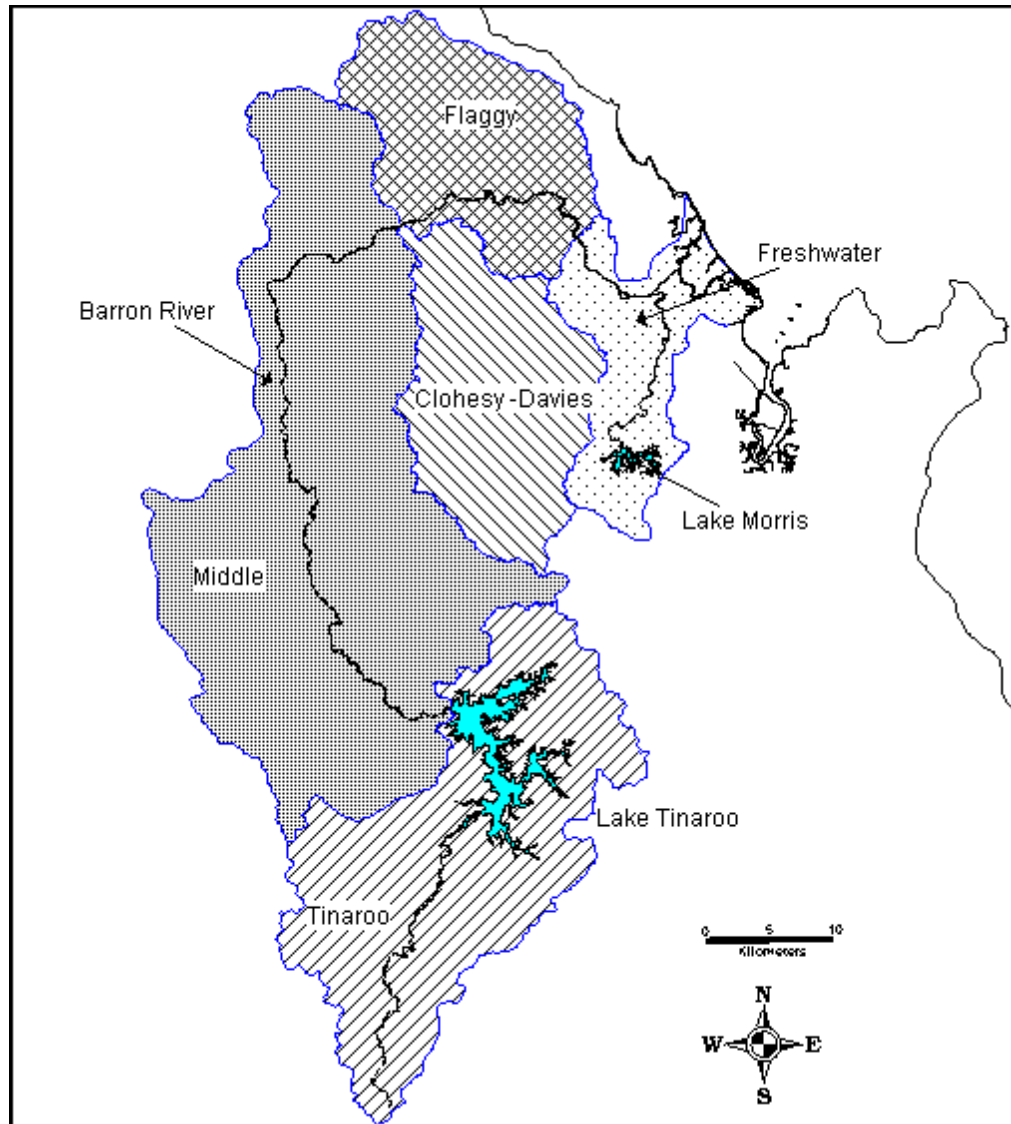 Flaggy
Freshwater
Barron River
Clohesy -Davies
Lake Morris
Middle
Lake Tinaroo
Tinaroo
0 5 10
Kilometers
N
W E
S